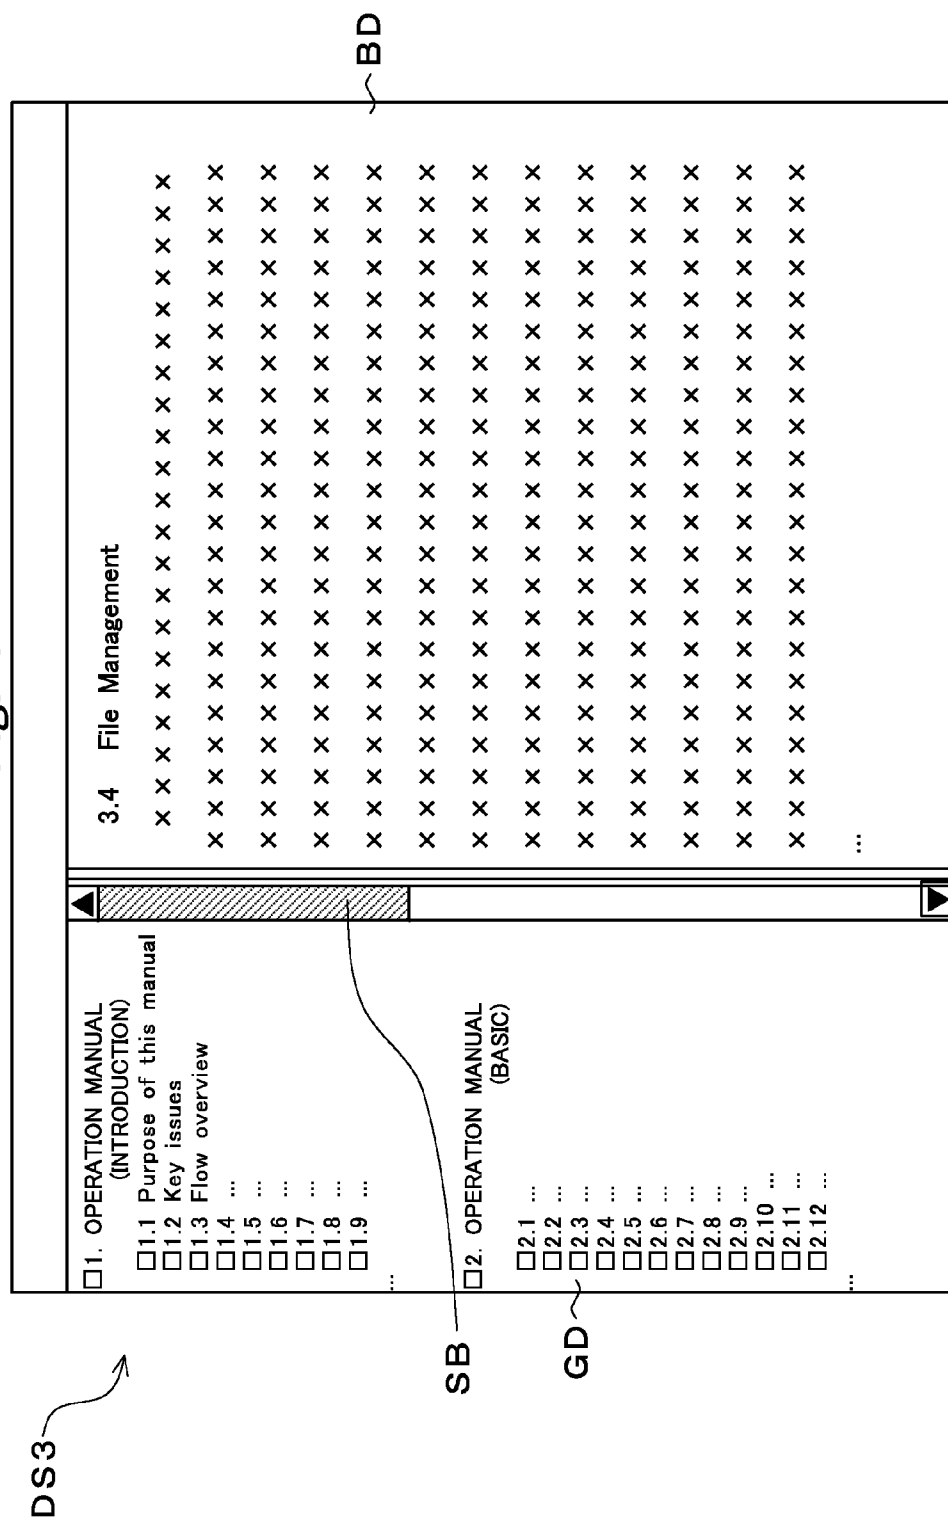 DS3
□1. OPERATION MANUAL
(INTRODUCTION)
□1.1 Purpose of this manual
□1.2 Key issues
□1.3 Flow overview
□1.4 ...
□1.5 ...
□1.6 ...
□1.7 ...
□1.8 ...
□1.9 ...
...
□2. OPERATION MANUAL
(BASIC)
□2.1 ...
□2.2 ...
□2.3 ...
□2.4 ...
□2.5 ...
□2.6 ...
□2.7 ...
□2.8 ...
□2.9 ...
□2.10 ...
□2.11 ...
□2.12 ...
...
SB
GD
3.4 File Management
× × × × × × × × × × × × × × × × × × × × ×
× × × × × × × × × × × × × × × × × × × × × ×
× × × × × × × × × × × × × × × × × × × × × ×
× × × × × × × × × × × × × × × × × × × × × ×
× × × × × × × × × × × × × × × × × × × × × ×
× × × × × × × × × × × × × × × × × × × × × ×
× × × × × × × × × × × × × × × × × × × × × ×
× × × × × × × × × × × × × × × × × × × × × ×
× × × × × × × × × × × × × × × × × × × × × ×
× × × × × × × × × × × × × × × × × × × × × ×
× × × × × × × × × × × × × × × × × × × × × ×
× × × × × × × × × × × × × × × × × × × × × ×
× × × × × × × × × × × × × × × × × × × × × ×
...
BD